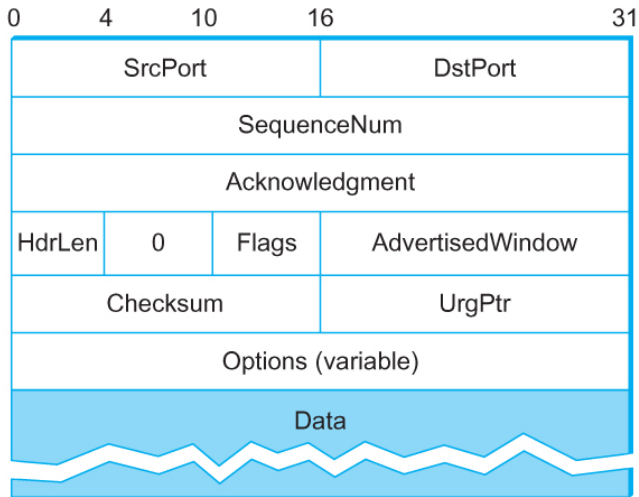 0 4 10 16 31
SrcPort DstPort
SequenceNum
Acknowledgment
HdrLen 0 Flags AdvertisedWindow
Checksum UrgPtr
Options (variable)
Data